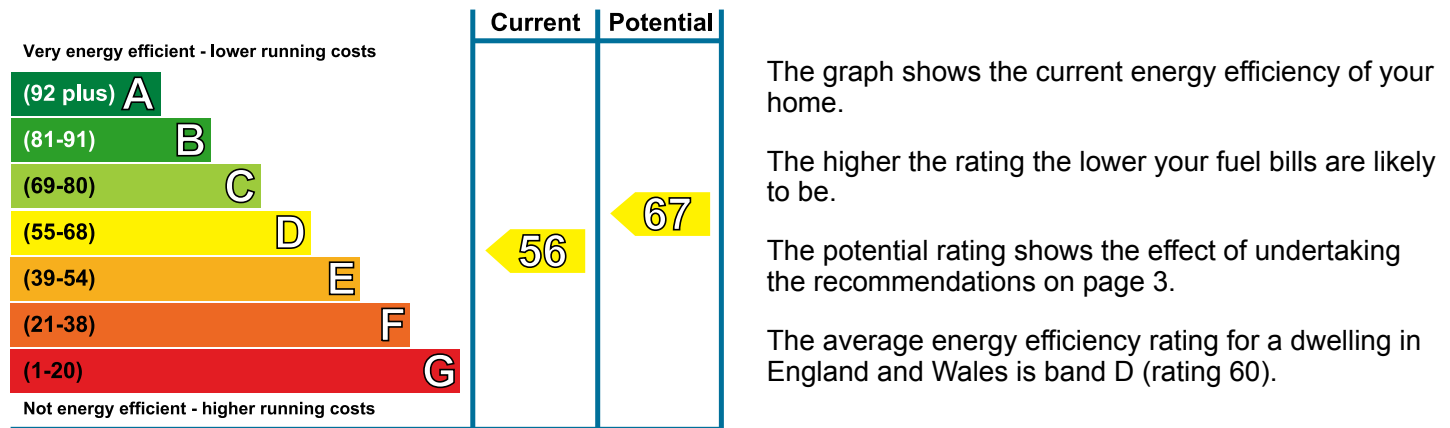 Current Potential
Very energy efficient - lower running costs
(92 plus) A
(81-91) B
(69-80) C
(55-68) D
(39-54) E
(21-38) F
(1-20) G
Not energy efficient - higher running costs
56
67
The graph shows the current energy efficiency of your
home.
The higher the rating the lower your fuel bills are likely
to be.
The potential rating shows the effect of undertaking
the recommendations on page 3.
The average energy efficiency rating for a dwelling in
England and Wales is band D (rating 60).